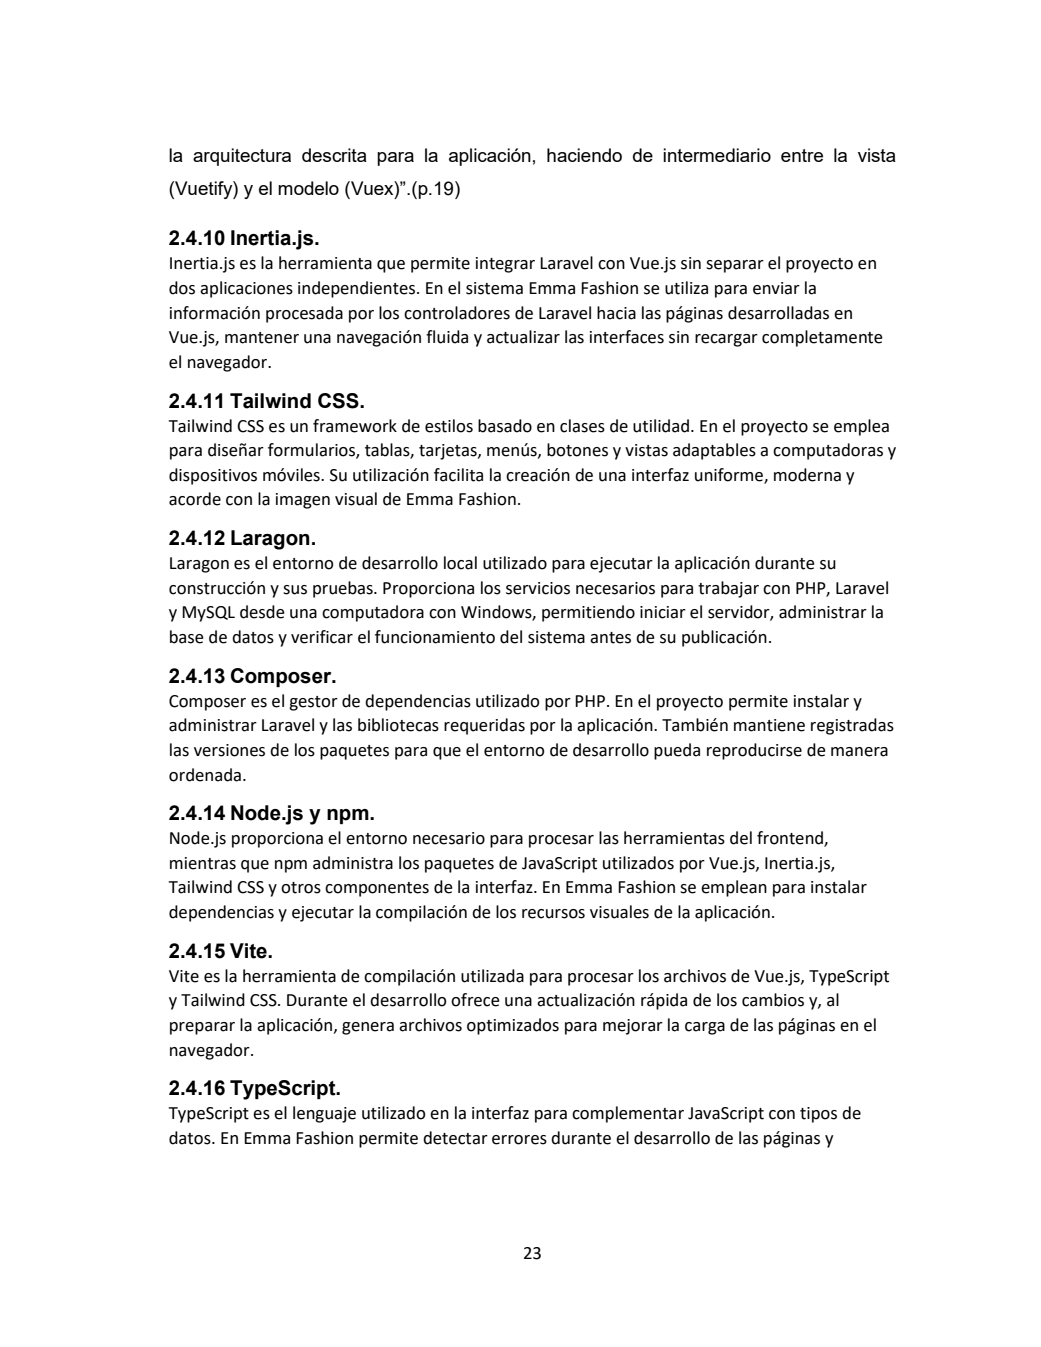 la arquitectura descrita para la aplicación, haciendo de intermediario entre la vista
(Vuetify) y el modelo (Vuex)”.(p.19)
2.4.10 Inertia.js.
Inertia.js es la herramienta que permite integrar Laravel con Vue.js sin separar el proyecto en
dos aplicaciones independientes. En el sistema Emma Fashion se utiliza para enviar la
información procesada por los controladores de Laravel hacia las páginas desarrolladas en
Vue.js, mantener una navegación fluida y actualizar las interfaces sin recargar completamente
el navegador.
2.4.11 Tailwind CSS.
Tailwind CSS es un framework de estilos basado en clases de utilidad. En el proyecto se emplea
para diseñar formularios, tablas, tarjetas, menús, botones y vistas adaptables a computadoras y
dispositivos móviles. Su utilización facilita la creación de una interfaz uniforme, moderna y
acorde con la imagen visual de Emma Fashion.
2.4.12 Laragon.
Laragon es el entorno de desarrollo local utilizado para ejecutar la aplicación durante su
construcción y sus pruebas. Proporciona los servicios necesarios para trabajar con PHP, Laravel
y MySQL desde una computadora con Windows, permitiendo iniciar el servidor, administrar la
base de datos y verificar el funcionamiento del sistema antes de su publicación.
2.4.13 Composer.
Composer es el gestor de dependencias utilizado por PHP. En el proyecto permite instalar y
administrar Laravel y las bibliotecas requeridas por la aplicación. También mantiene registradas
las versiones de los paquetes para que el entorno de desarrollo pueda reproducirse de manera
ordenada.
2.4.14 Node.js y npm.
Node.js proporciona el entorno necesario para procesar las herramientas del frontend,
mientras que npm administra los paquetes de JavaScript utilizados por Vue.js, Inertia.js,
Tailwind CSS y otros componentes de la interfaz. En Emma Fashion se emplean para instalar
dependencias y ejecutar la compilación de los recursos visuales de la aplicación.
2.4.15 Vite.
Vite es la herramienta de compilación utilizada para procesar los archivos de Vue.js, TypeScript
y Tailwind CSS. Durante el desarrollo ofrece una actualización rápida de los cambios y, al
preparar la aplicación, genera archivos optimizados para mejorar la carga de las páginas en el
navegador.
2.4.16 TypeScript.
TypeScript es el lenguaje utilizado en la interfaz para complementar JavaScript con tipos de
datos. En Emma Fashion permite detectar errores durante el desarrollo de las páginas y
23